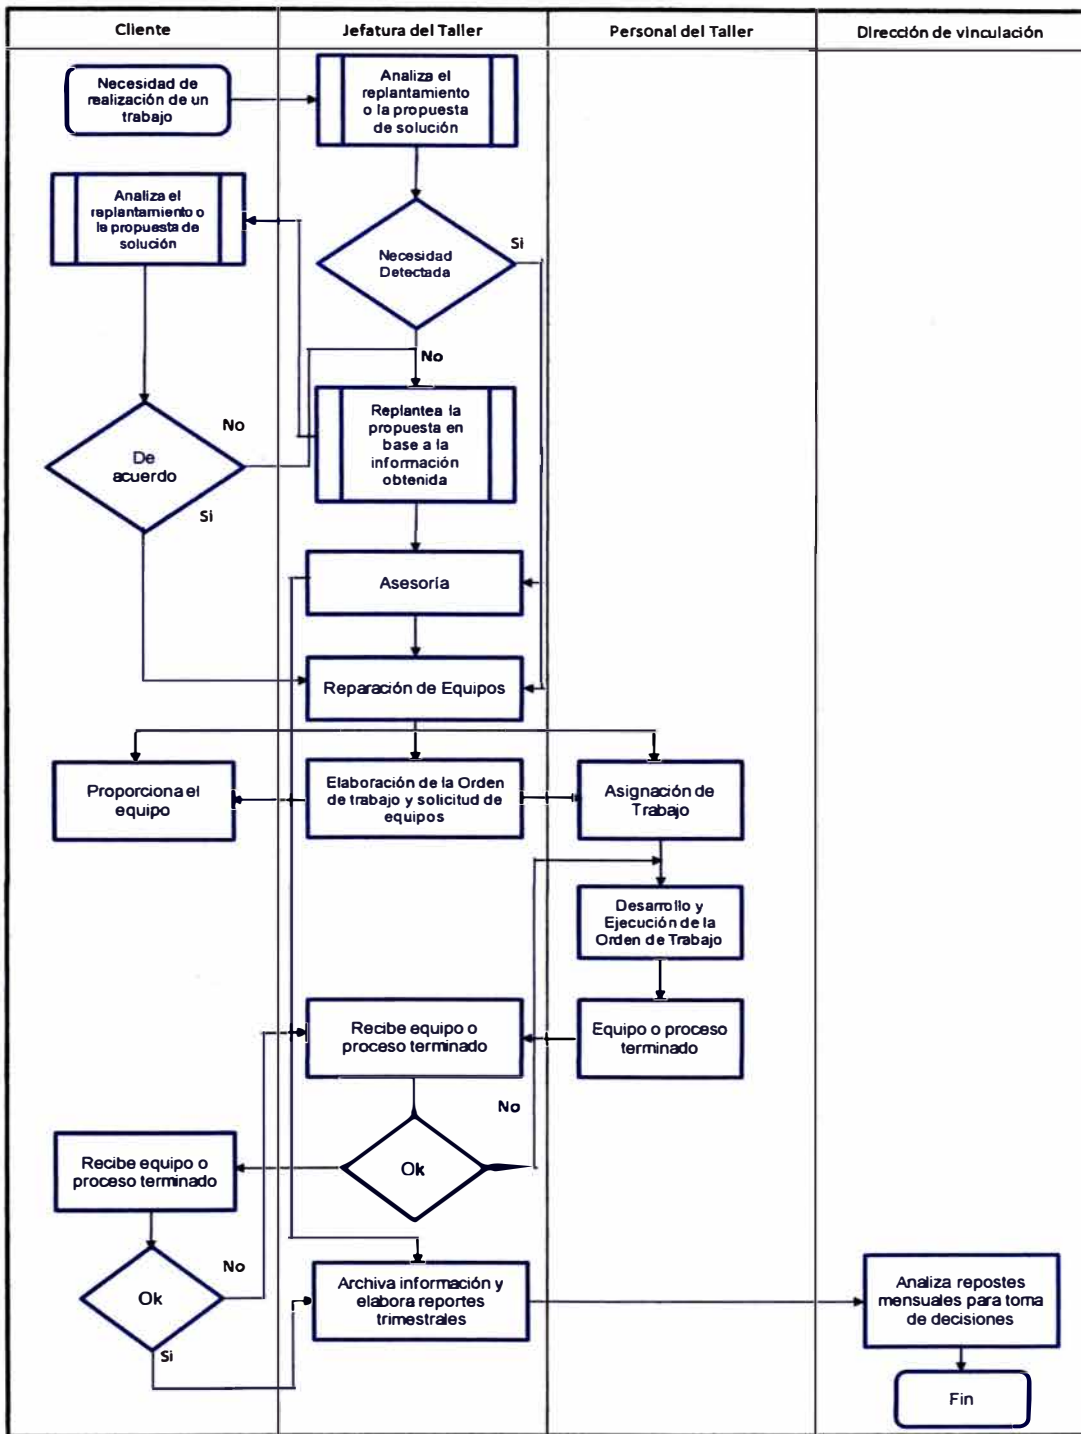 Cliente
Jefatura del Taller
Personal del Taller
Dirección de vinculación
Necesidad de
realización de un
trabajo
Analiza el
replantamiento
o la propuesta
de solución
Analiza el
replantamiento o
la propuesta de
solución
Necesidad
Detectada
Si
No
Replantea la
propuesta en
base a la
información
obtenida
De
acuerdo
No
Si
Asesoría
Reparación de Equipos
Proporciona el
equipo
Elaboración de la Orden
de trabajo y solicitud de
equipos
Asignación de
Trabajo
Desarrollo y
Ejecución de la
Orden de Trabajo
Recibe equipo o
proceso terminado
Equipo o proceso
terminado
No
Ok
Recibe equipo o
proceso terminado
No
Ok
Si
Archiva información y
elabora reportes
trimestrales
Analiza repostes
mensuales para toma
de decisiones
Fin